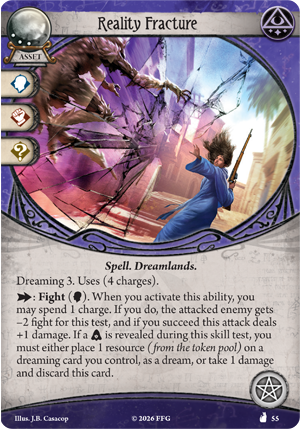 Reality Fracture
ASSET
Spell. Dreamlands.
Dreaming 3. Uses (4 charges).
: Fight (). When you activate this ability, you
may spend 1 charge. If you do, the attacked enemy gets
–2 fight for this test, and if you succeed this attack deals
+1 damage. If a is revealed during this skill test, you
must either place 1 resource (from the token pool) on a
dreaming card you control, as a dream, or take 1 damage
and discard this card.
Illus. J.B. Casacop © 2026 FFG 55